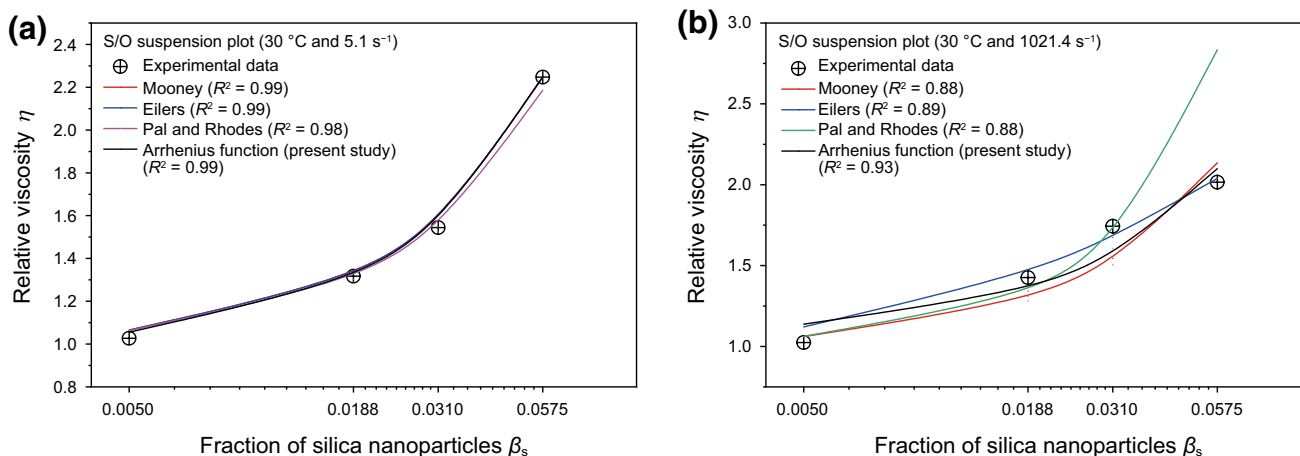 (a)
S/O suspension plot (30 °C and 5.1 s⁻¹)
Experimental data
Mooney (R² = 0.99)
Eilers (R² = 0.99)
Pal and Rhodes (R² = 0.98)
Arrhenius function (present study)
(R² = 0.99)
Relative viscosity η
2.4
2.2
2.0
1.8
1.6
1.4
1.2
1.0
0.8
0.0050
0.0188
0.0310
0.0575
Fraction of silica nanoparticles βₛ
(b)
S/O suspension plot (30 °C and 1021.4 s⁻¹)
Experimental data
Mooney (R² = 0.88)
Eilers (R² = 0.89)
Pal and Rhodes (R² = 0.88)
Arrhenius function (present study)
(R² = 0.93)
Relative viscosity η
3.0
2.5
2.0
1.5
1.0
0.0050
0.0188
0.0310
0.0575
Fraction of silica nanoparticles βₛ